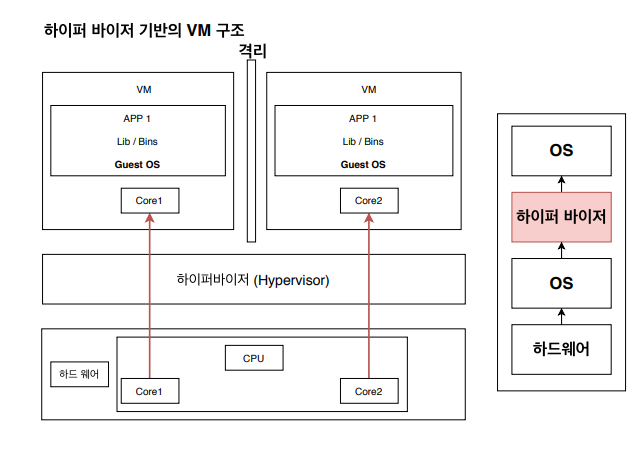 하이퍼 바이저 기반의 VM 구조
격리
VM
APP 1
Lib / Bins
Guest OS
Core1
VM
APP 1
Lib / Bins
Guest OS
Core2
하이퍼바이저 (Hypervisor)
하드 웨어
CPU
Core1
Core2
OS
하이퍼 바이저
OS
하드웨어